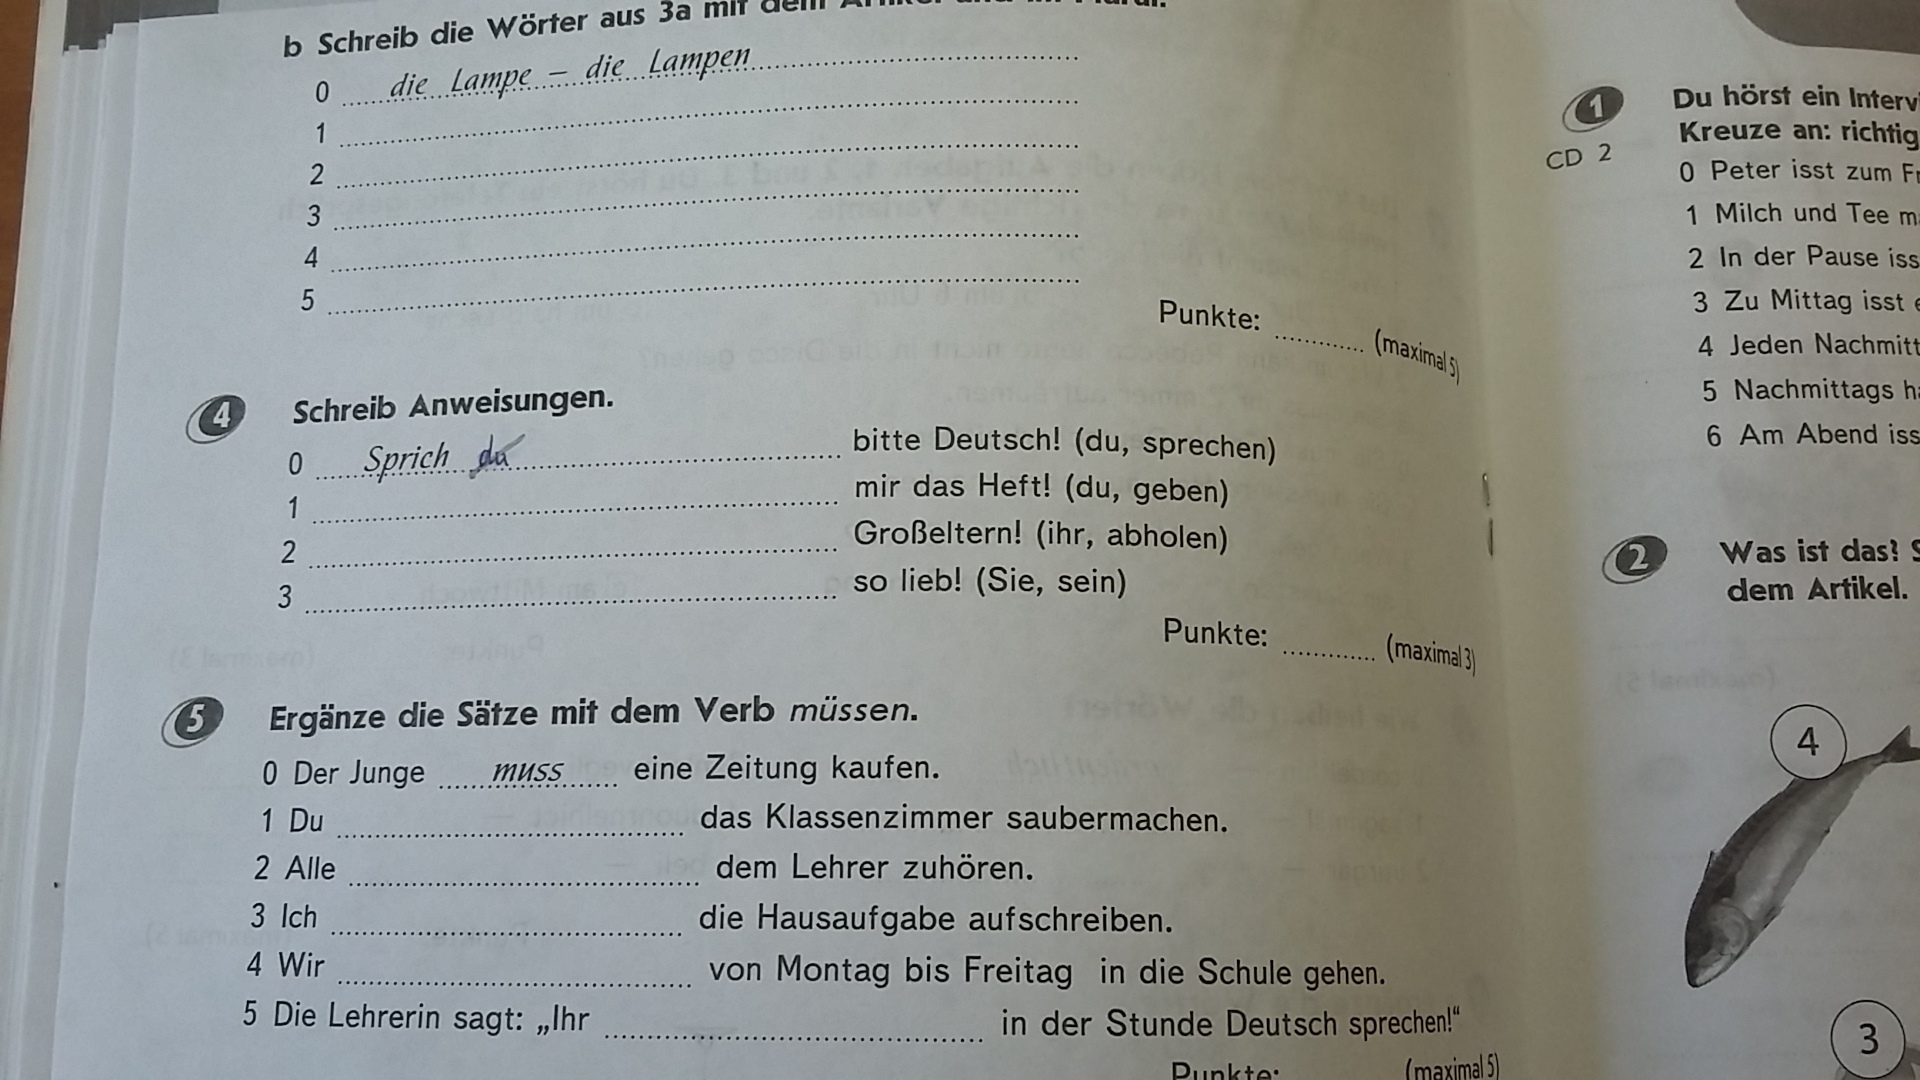 b Schreib die Wörter aus 3a mit dem
0 die Lampe – die Lampen
1
2
3
4
5
Punkte: ............ (maximal 5)
4 Schreib Anweisungen.
0 Sprich du bitte Deutsch! (du, sprechen)
1 mir das Heft! (du, geben)
2 Großeltern! (ihr, abholen)
3 so lieb! (Sie, sein)
Punkte: ............ (maximal 3)
5 Ergänze die Sätze mit dem Verb müssen.
0 Der Junge muss eine Zeitung kaufen.
1 Du ............ das Klassenzimmer saubermachen.
2 Alle ............ dem Lehrer zuhören.
3 Ich ............ die Hausaufgabe aufschreiben.
4 Wir ............ von Montag bis Freitag in die Schule gehen.
5 Die Lehrerin sagt: „Ihr ............ in der Stunde Deutsch sprechen!“
Punkte: (maximal 5)
1 Du hörst ein Interv
CD 2 Kreuze an: richtig
0 Peter isst zum Fr
1 Milch und Tee m
2 In der Pause iss
3 Zu Mittag isst e
4 Jeden Nachmitt
5 Nachmittags ha
6 Am Abend iss
2 Was ist das? S
dem Artikel.
4
3